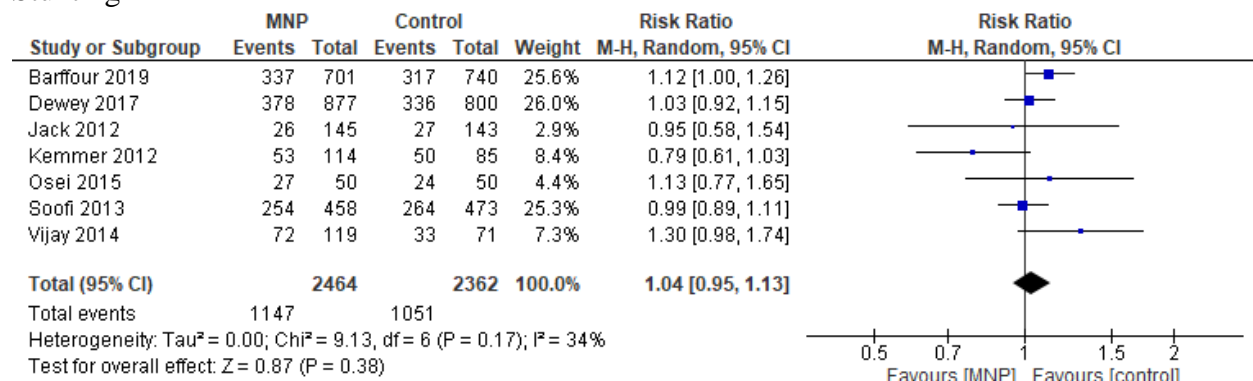 MNP Control Risk Ratio Risk Ratio
Study or Subgroup Events Total Events Total Weight M-H, Random, 95% CI M-H, Random, 95% CI
Barffour 2019 337 701 317 740 25.6% 1.12 [1.00, 1.26]
Dewey 2017 378 877 336 800 26.0% 1.03 [0.92, 1.15]
Jack 2012 26 145 27 143 2.9% 0.95 [0.58, 1.54]
Kemmer 2012 53 114 50 85 8.4% 0.79 [0.61, 1.03]
Osei 2015 27 50 24 50 4.4% 1.13 [0.77, 1.65]
Soofi 2013 254 458 264 473 25.3% 0.99 [0.89, 1.11]
Vijay 2014 72 119 33 71 7.3% 1.30 [0.98, 1.74]
Total (95% CI) 2464 2362 100.0% 1.04 [0.95, 1.13]
Total events 1147 1051
Heterogeneity: Tau² = 0.00; Chi² = 9.13, df = 6 (P = 0.17); I² = 34%
Test for overall effect: Z = 0.87 (P = 0.38)
0.5 0.7 1 1.5 2
Favours [MNP] Favours [control]